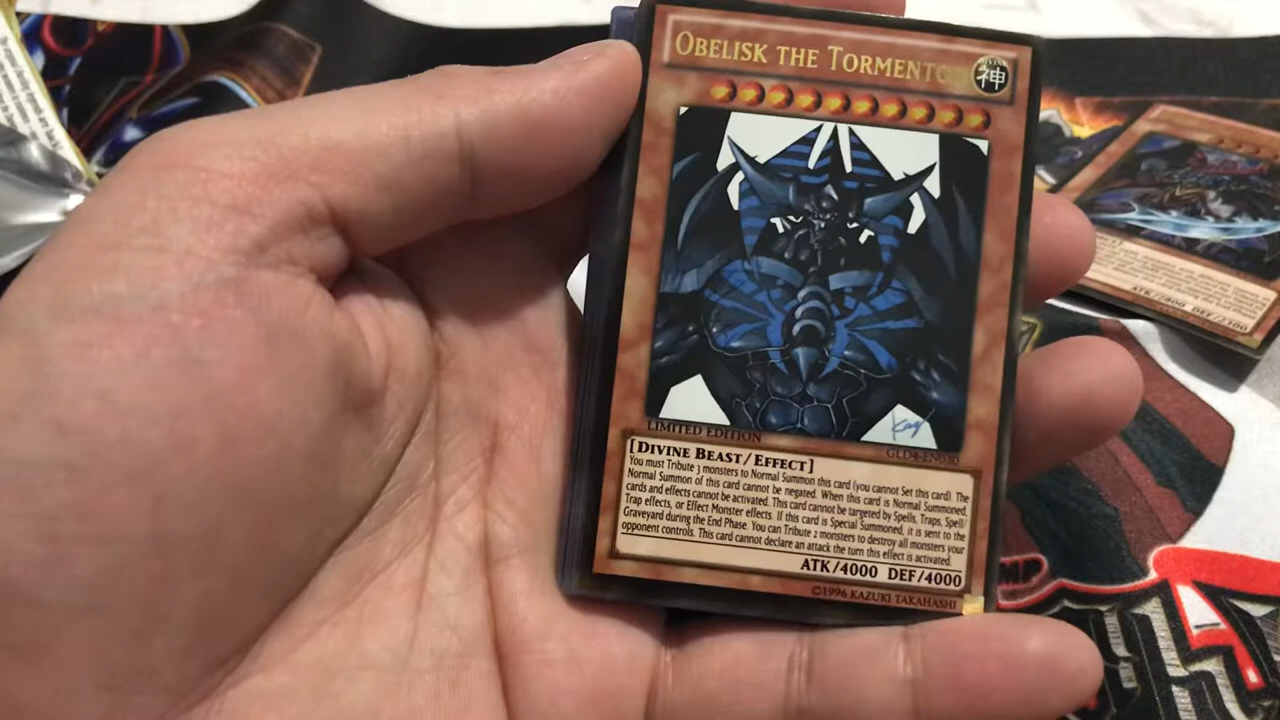 OBELISK THE TORMENTOR
DIVINE
神
LIMITED EDITION
GLD4-EN030
[DIVINE BEAST/EFFECT]
You must Tribute 3 monsters to Normal Summon this card (you cannot Set this card). The
Normal Summon of this card cannot be negated. When this card is Normal Summoned,
cards and effects cannot be activated. This card cannot be targeted by Spells, Traps, Spell/
Trap effects, or Effect Monster effects. If this card is Special Summoned, it is sent to the
Graveyard during the End Phase. You can Tribute 2 monsters to destroy all monsters your
opponent controls. This card cannot declare an attack the turn this effect is activated.
ATK/4000 DEF/4000
©1996 KAZUKI TAKAHASHI
ATK/2800 DEF/2300